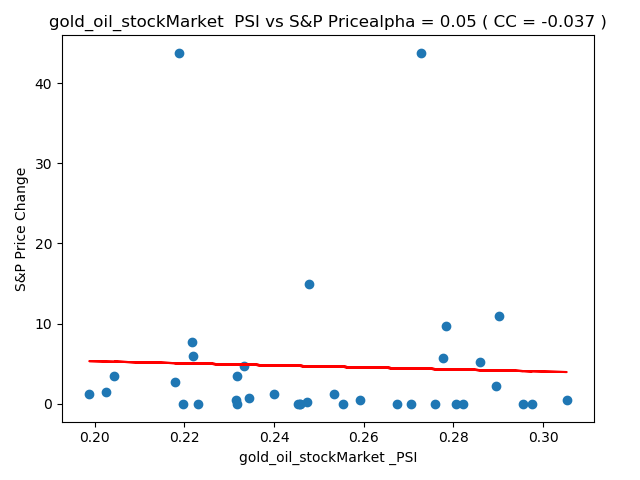 gold_oil_stockMarket  PSI vs S&P Pricealpha = 0.05 ( CC = -0.037 )
40
30
20
10
0
S&P Price Change
0.20 0.22 0.24 0.26 0.28 0.30
gold_oil_stockMarket _PSI